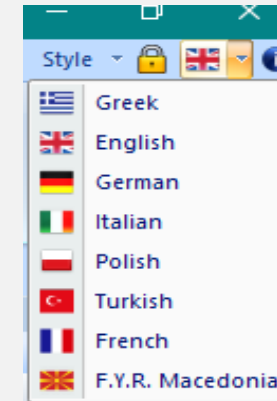 Style
Greek
English
German
Italian
Polish
Turkish
French
F.Y.R. Macedonia